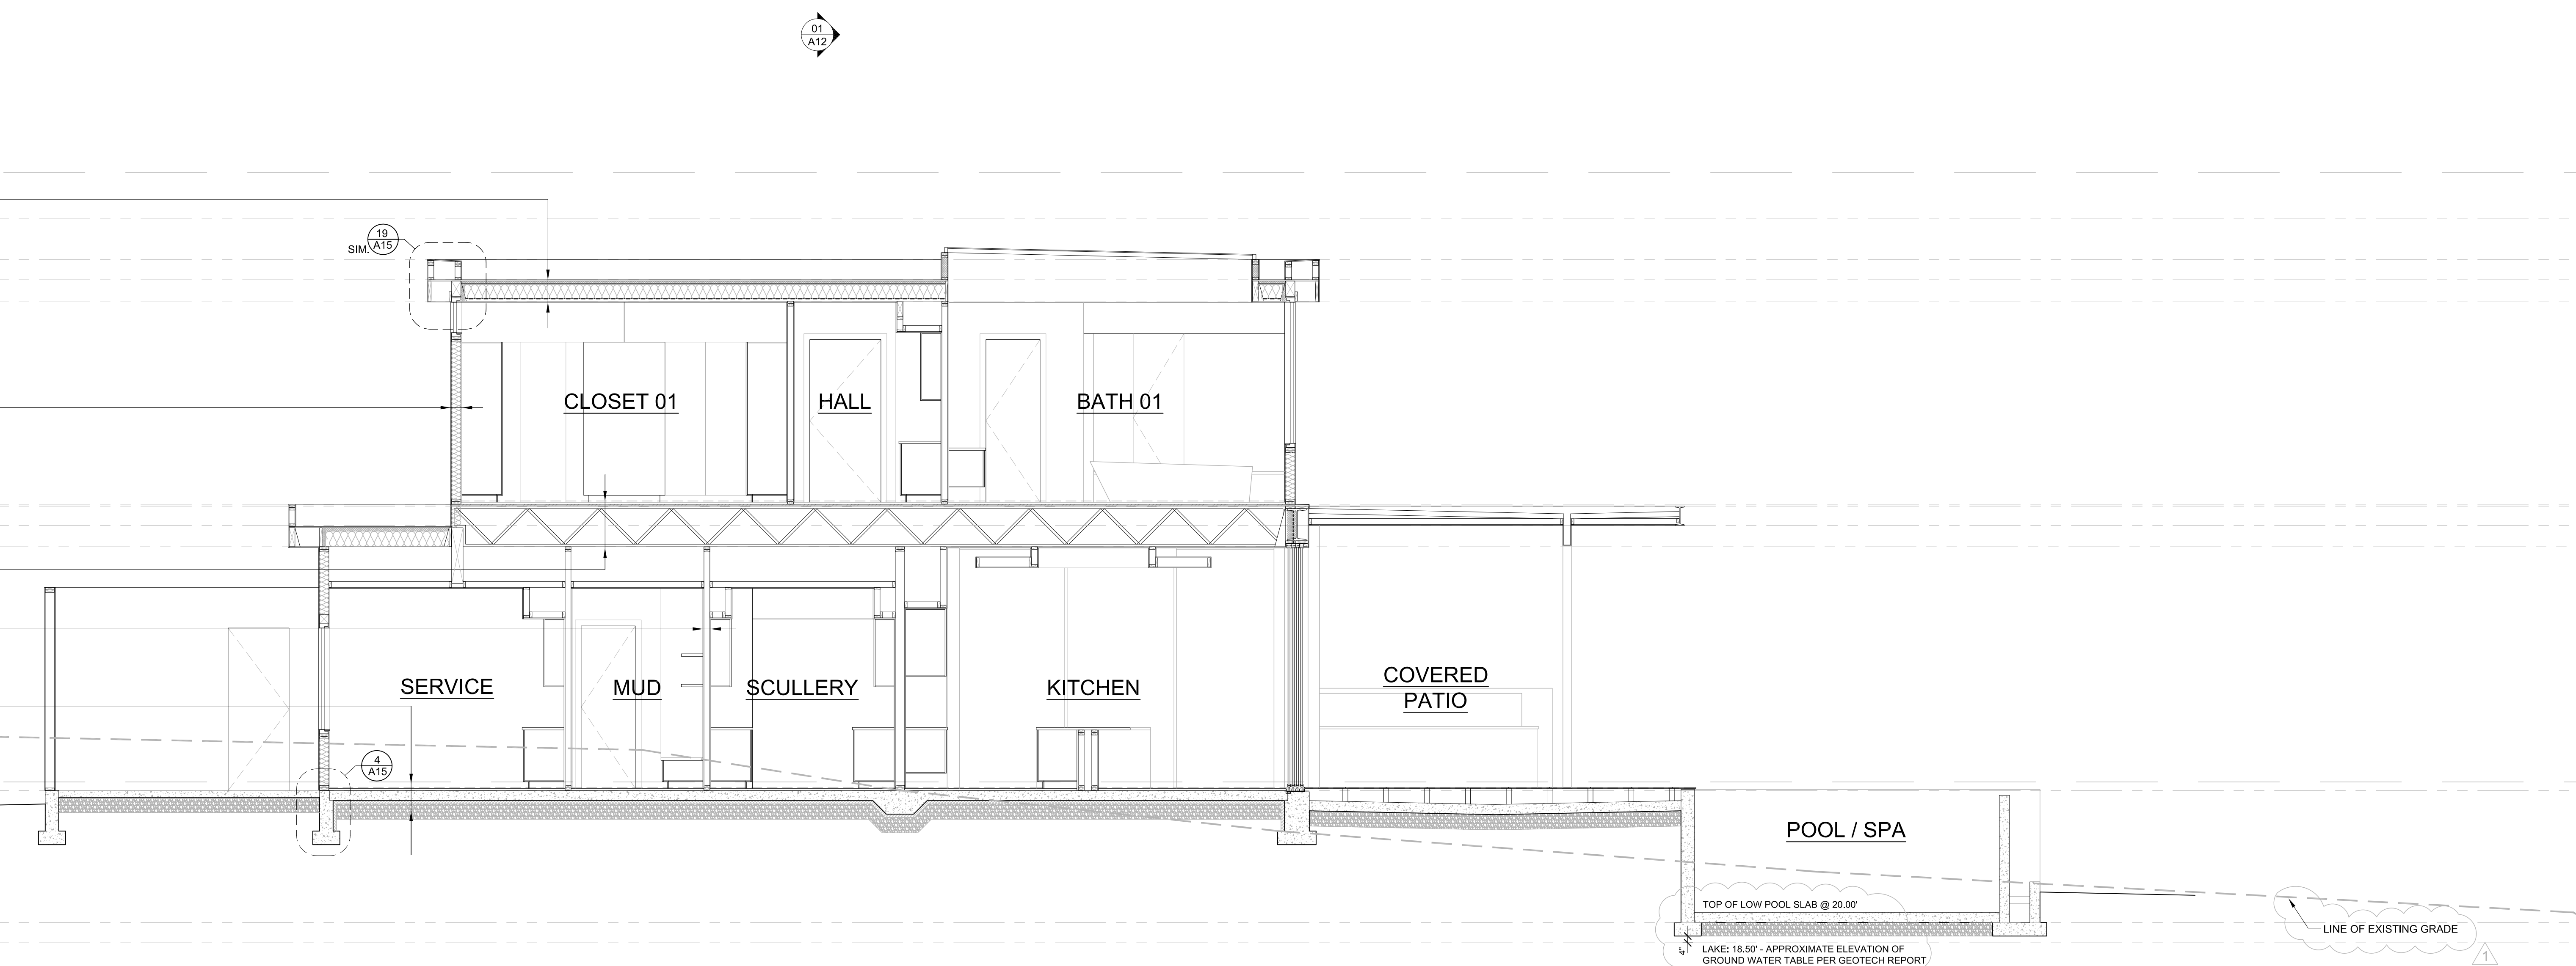 01
A12
19
A15
SIM.
CLOSET 01
HALL
BATH 01
SERVICE
MUD
SCULLERY
KITCHEN
COVERED
PATIO
4
A15
POOL / SPA
TOP OF LOW POOL SLAB @ 20.00'
4"
LAKE: 18.50' - APPROXIMATE ELEVATION OF
GROUND WATER TABLE PER GEOTECH REPORT
LINE OF EXISTING GRADE
1